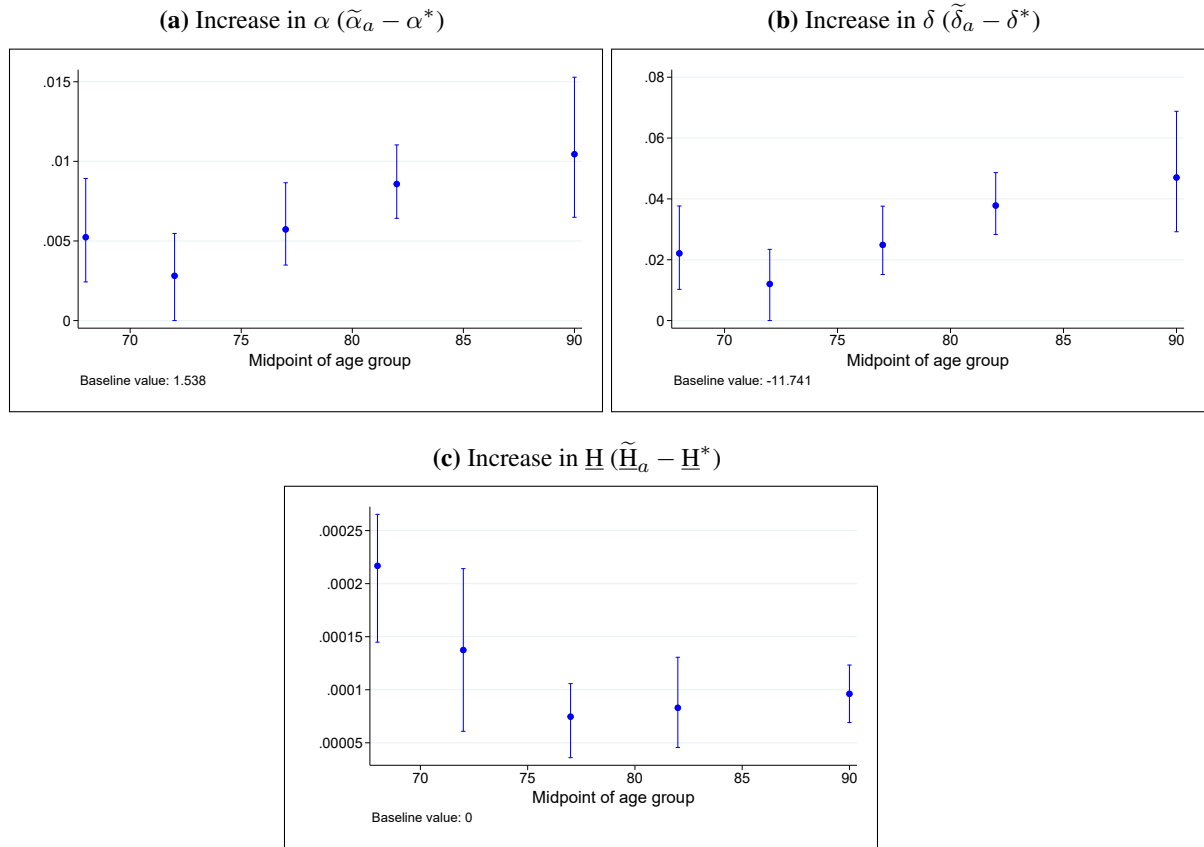 (a) Increase in α (α̃ₐ − α*)
.015
.01
.005
0
70 75 80 85 90
Midpoint of age group
Baseline value: 1.538
(b) Increase in δ (δ̃ₐ − δ*)
.08
.06
.04
.02
0
70 75 80 85 90
Midpoint of age group
Baseline value: -11.741
(c) Increase in H̲ (H̲̃ₐ − H̲*)
.00025
.0002
.00015
.0001
.00005
70 75 80 85 90
Midpoint of age group
Baseline value: 0